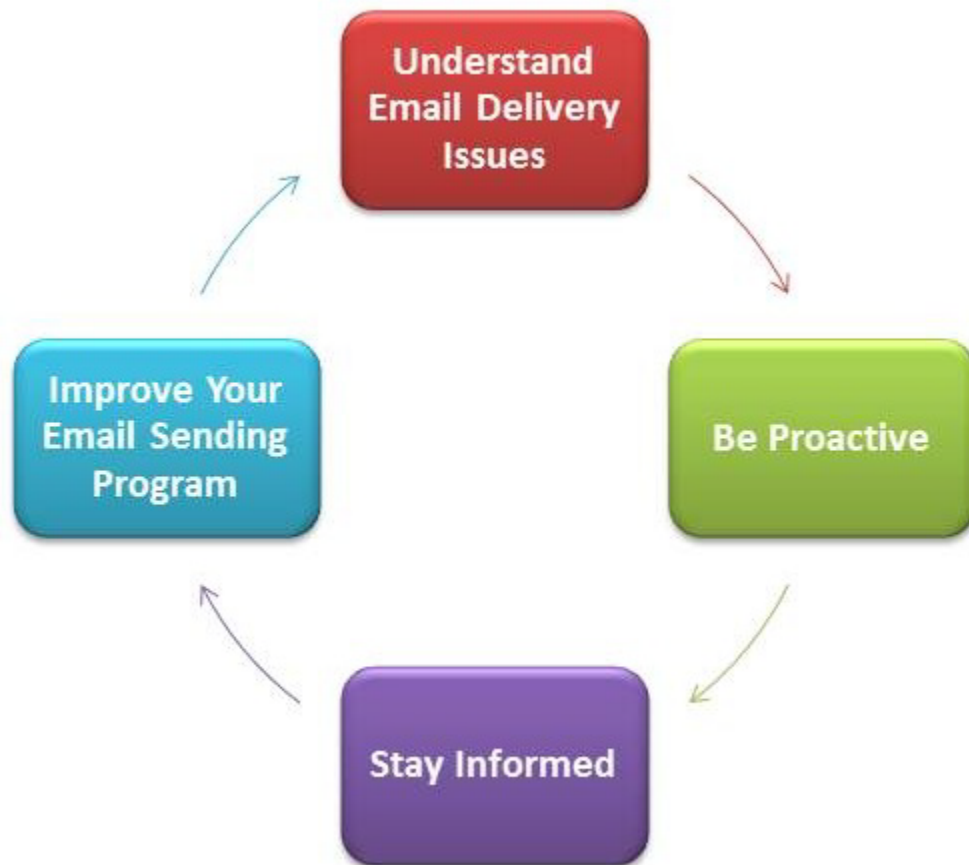 Understand
Email Delivery
Issues
Be Proactive
Stay Informed
Improve Your
Email Sending
Program